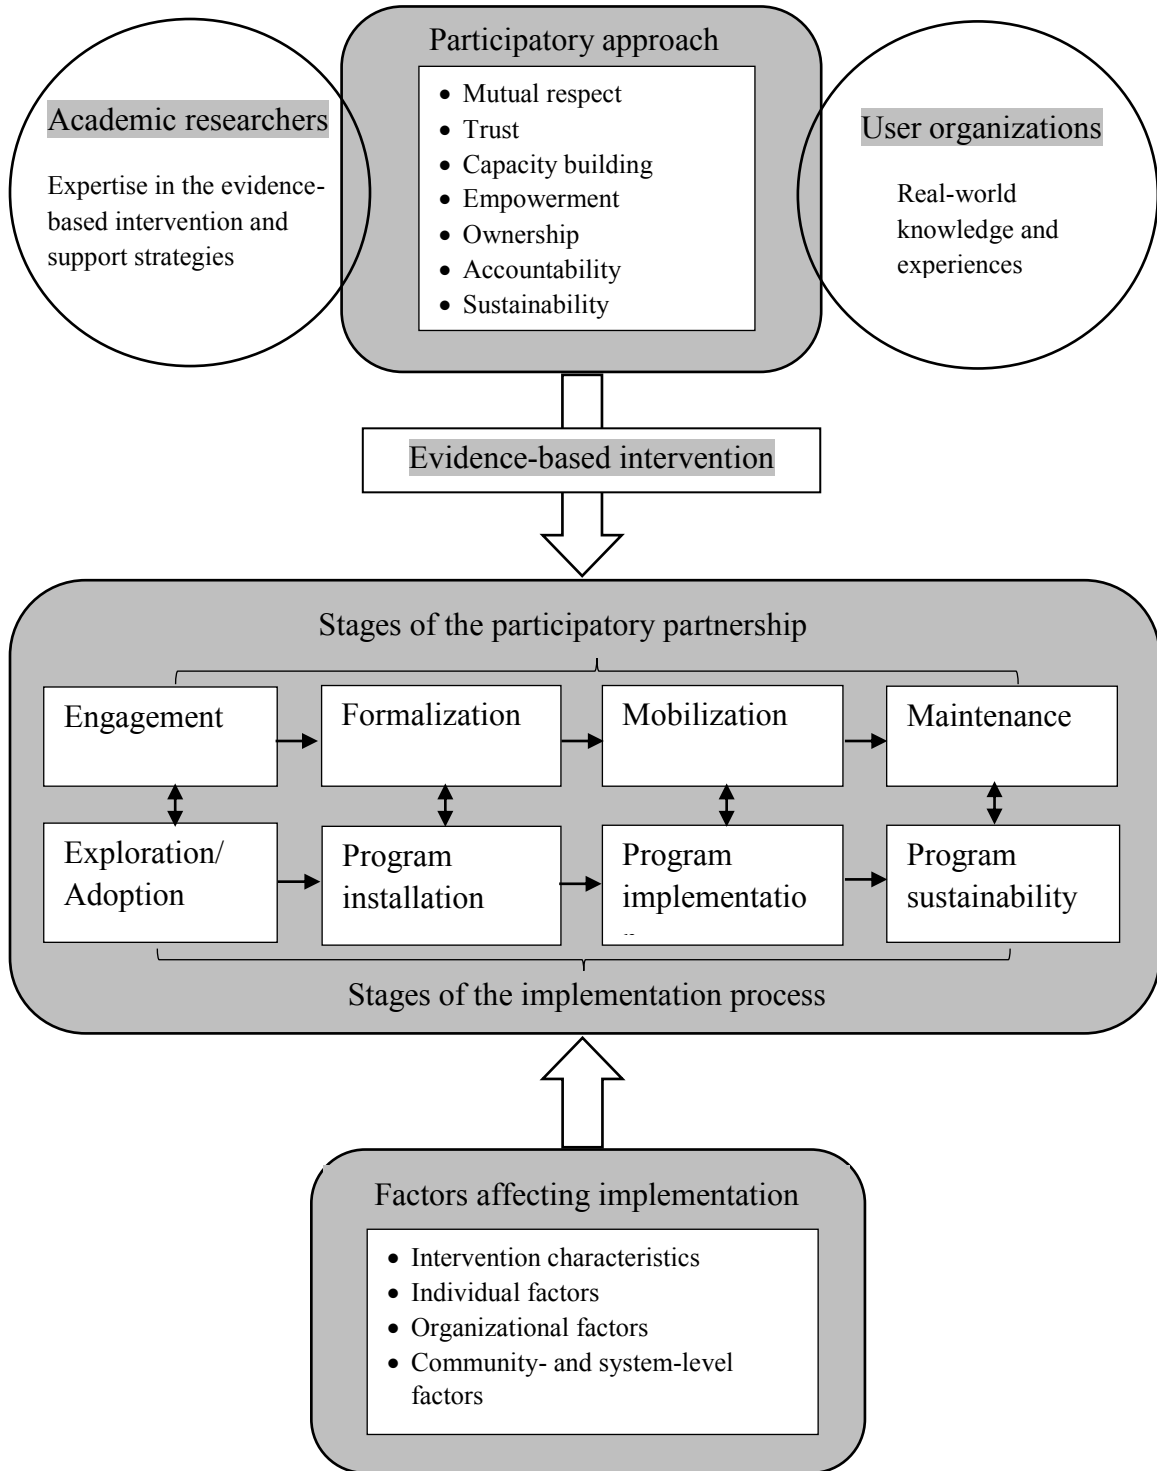 Participatory approach
• Mutual respect
• Trust
• Capacity building
• Empowerment
• Ownership
• Accountability
• Sustainability
Academic researchers
Expertise in the evidence-
based intervention and
support strategies
User organizations
Real-world
knowledge and
experiences
Evidence-based intervention
Stages of the participatory partnership
Engagement
Formalization
Mobilization
Maintenance
Exploration/
Adoption
Program
installation
Program
implementatio
Program
sustainability
Stages of the implementation process
Factors affecting implementation
• Intervention characteristics
• Individual factors
• Organizational factors
• Community- and system-level
factors